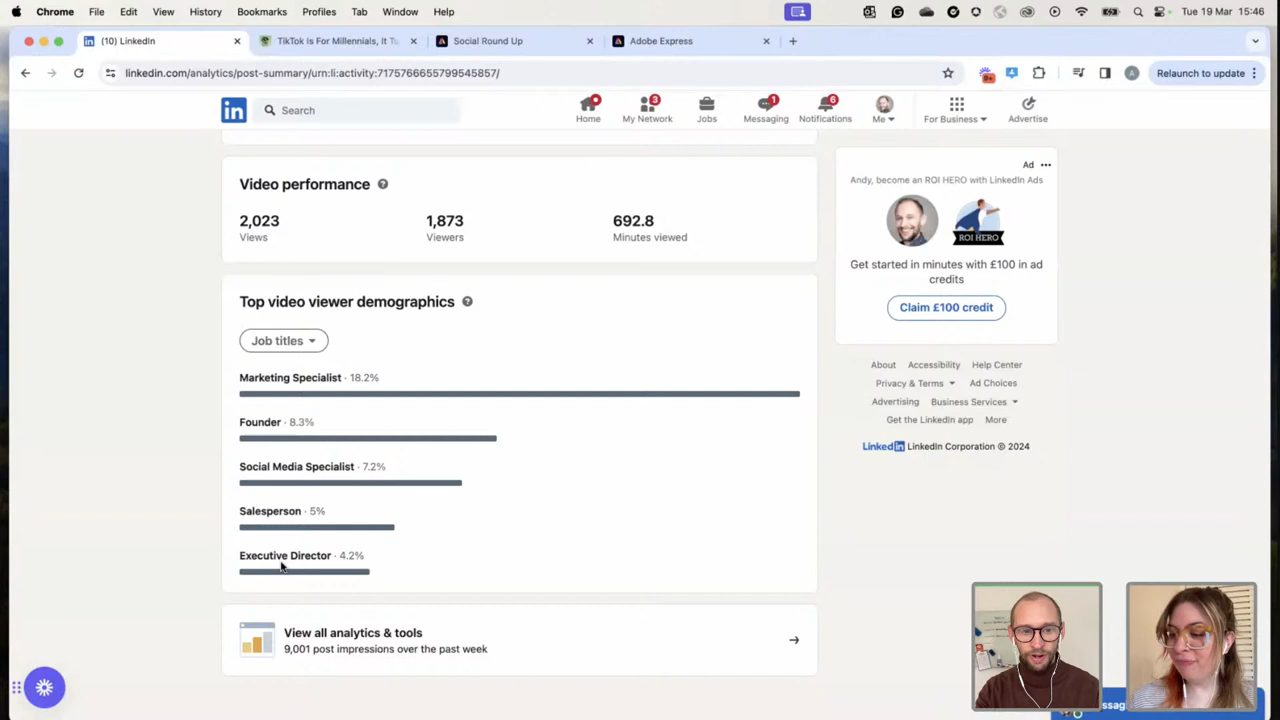 Chrome File Edit View History Bookmarks Profiles Tab Window Help Tue 19 Mar 15:46
(10) LinkedIn TikTok Is For Millennials, It Tu Social Round Up Adobe Express
linkedin.com/analytics/post-summary/urn:li:activity:7175766655799545857/ Relaunch to update
in Search Home 3 My Network Jobs 1 Messaging 6 Notifications Me For Business Advertise
Video performance
2,023 1,873 692.8
Views Viewers Minutes viewed
Top video viewer demographics
Job titles
Marketing Specialist · 18.2%
Founder · 8.3%
Social Media Specialist · 7.2%
Salesperson · 5%
Executive Director · 4.2%
View all analytics & tools
9,001 post impressions over the past week
Ad
Andy, become an ROI HERO with LinkedIn Ads
ROI HERO
Get started in minutes with £100 in ad
credits
Claim £100 credit
About Accessibility Help Center
Privacy & Terms Ad Choices
Advertising Business Services
Get the LinkedIn app More
LinkedIn LinkedIn Corporation © 2024